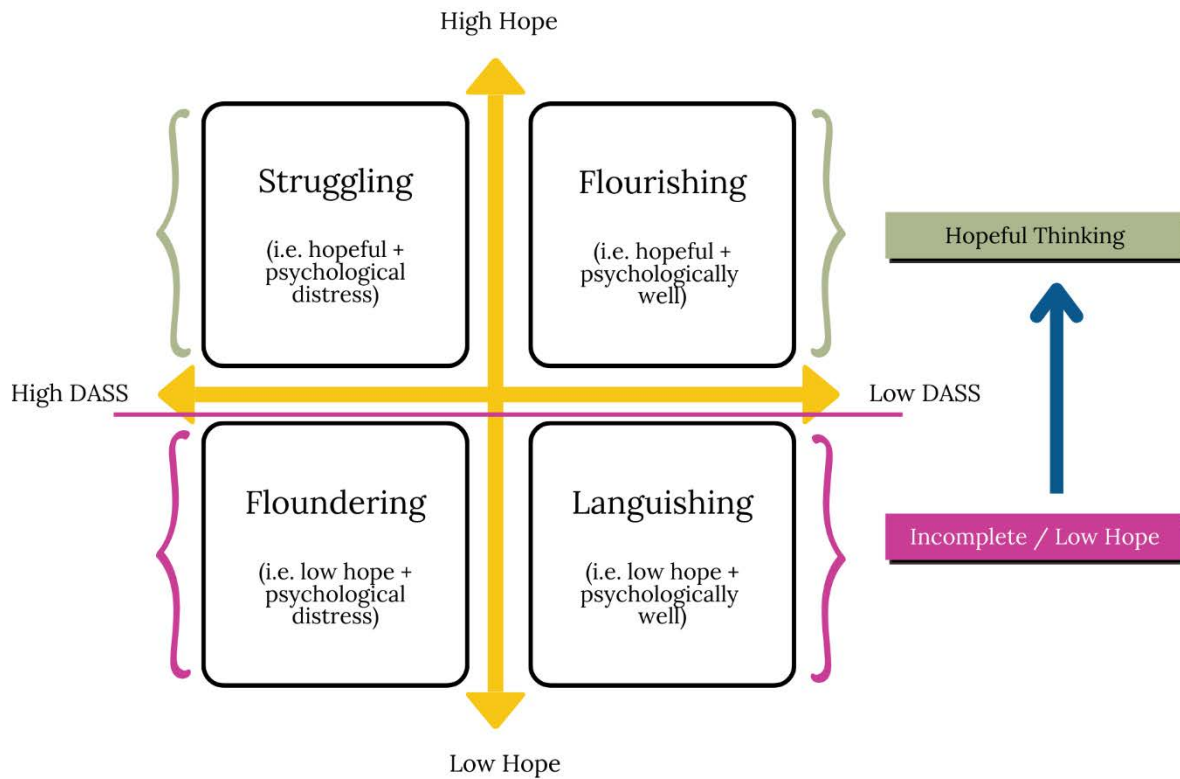 High Hope
Struggling
(i.e. hopeful +
psychological
distress)
Flourishing
(i.e. hopeful +
psychologically
well)
Hopeful Thinking
High DASS
Low DASS
Floundering
(i.e. low hope +
psychological
distress)
Languishing
(i.e. low hope +
psychologically
well)
Incomplete / Low Hope
Low Hope